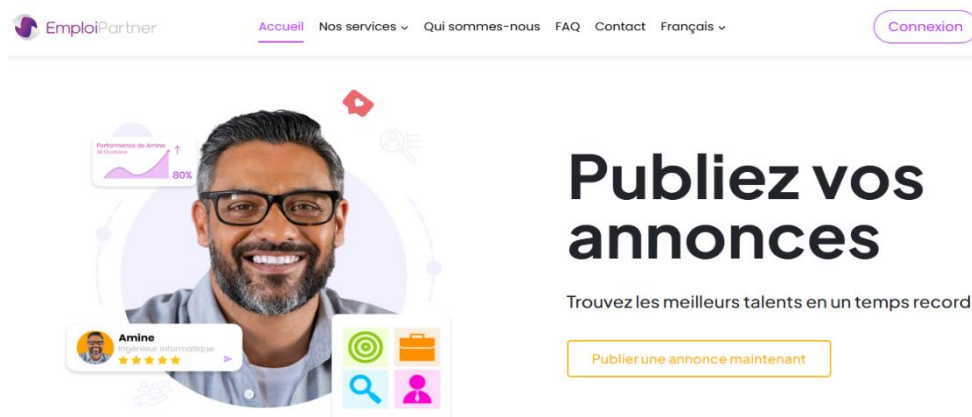 EmploiPartner
Accueil Nos services Qui sommes-nous FAQ Contact Français
Connexion
Performance de Amine
80%
Publiez vos
annonces
Trouvez les meilleurs talents en un temps record
Amine
Ingénieur informatique
Publier une annonce maintenant